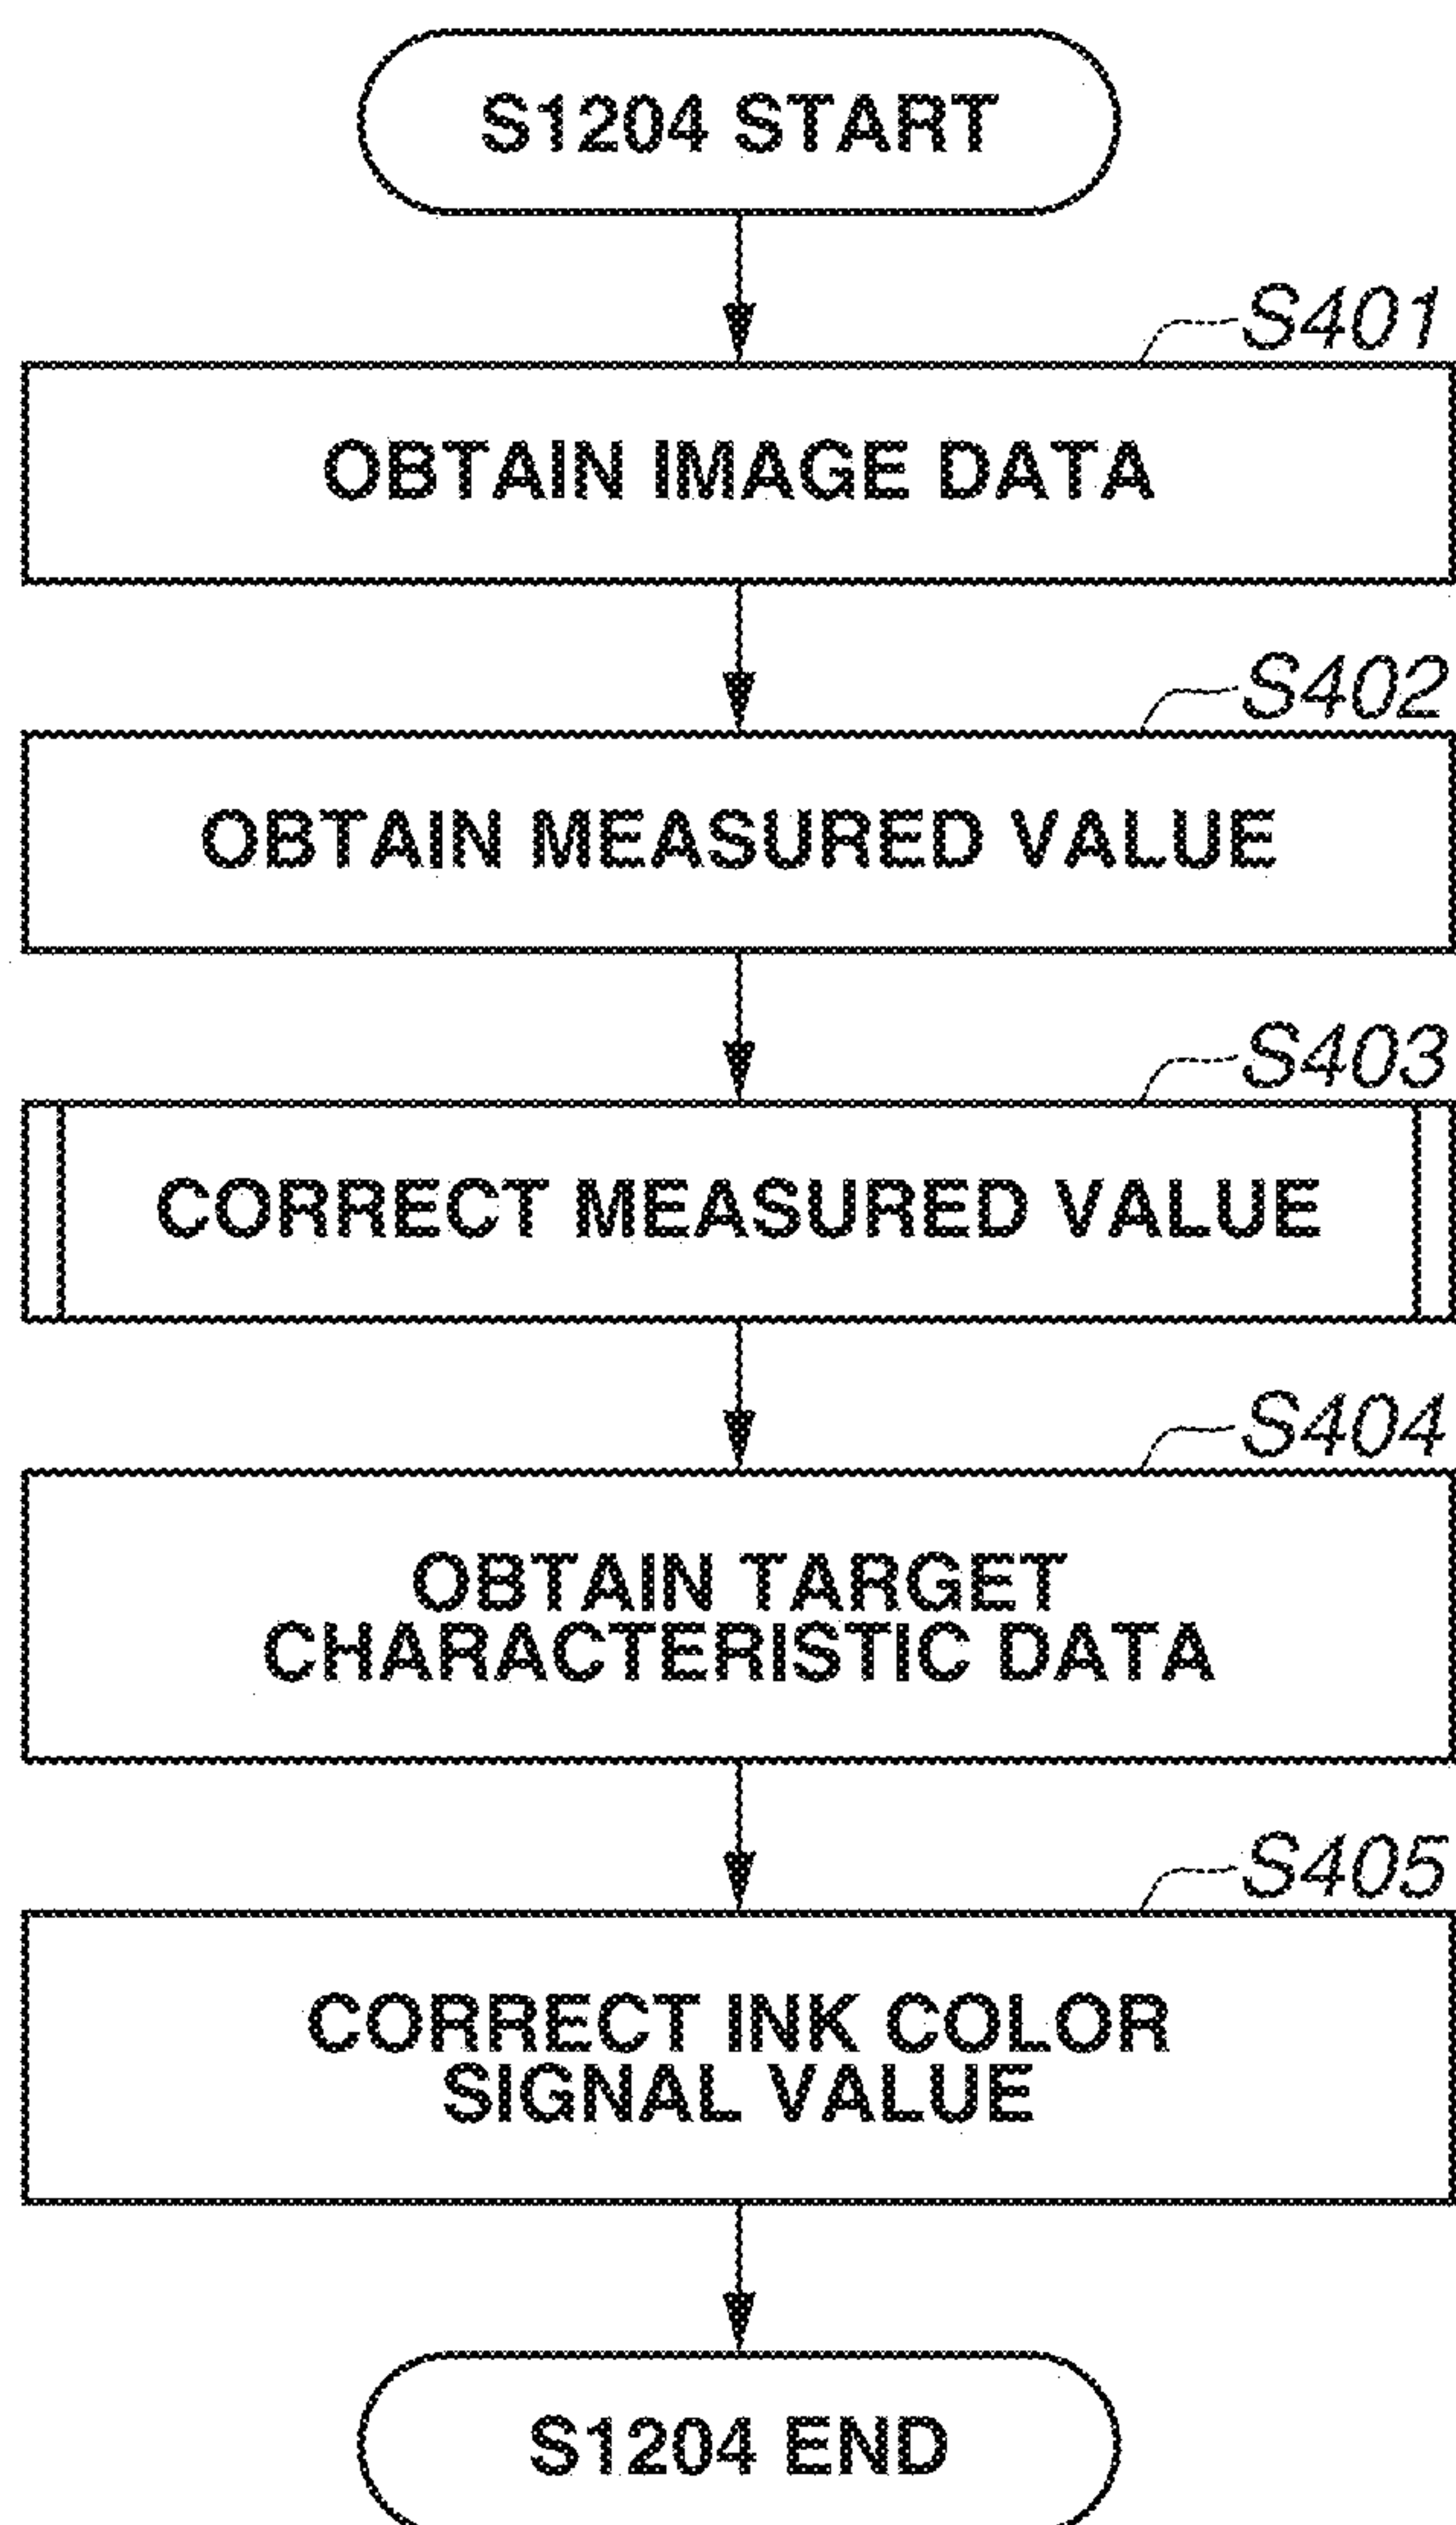 S1204 START
S401
OBTAIN IMAGE DATA
S402
OBTAIN MEASURED VALUE
S403
CORRECT MEASURED VALUE
S404
OBTAIN TARGET
CHARACTERISTIC DATA
S405
CORRECT INK COLOR
SIGNAL VALUE
S1204 END